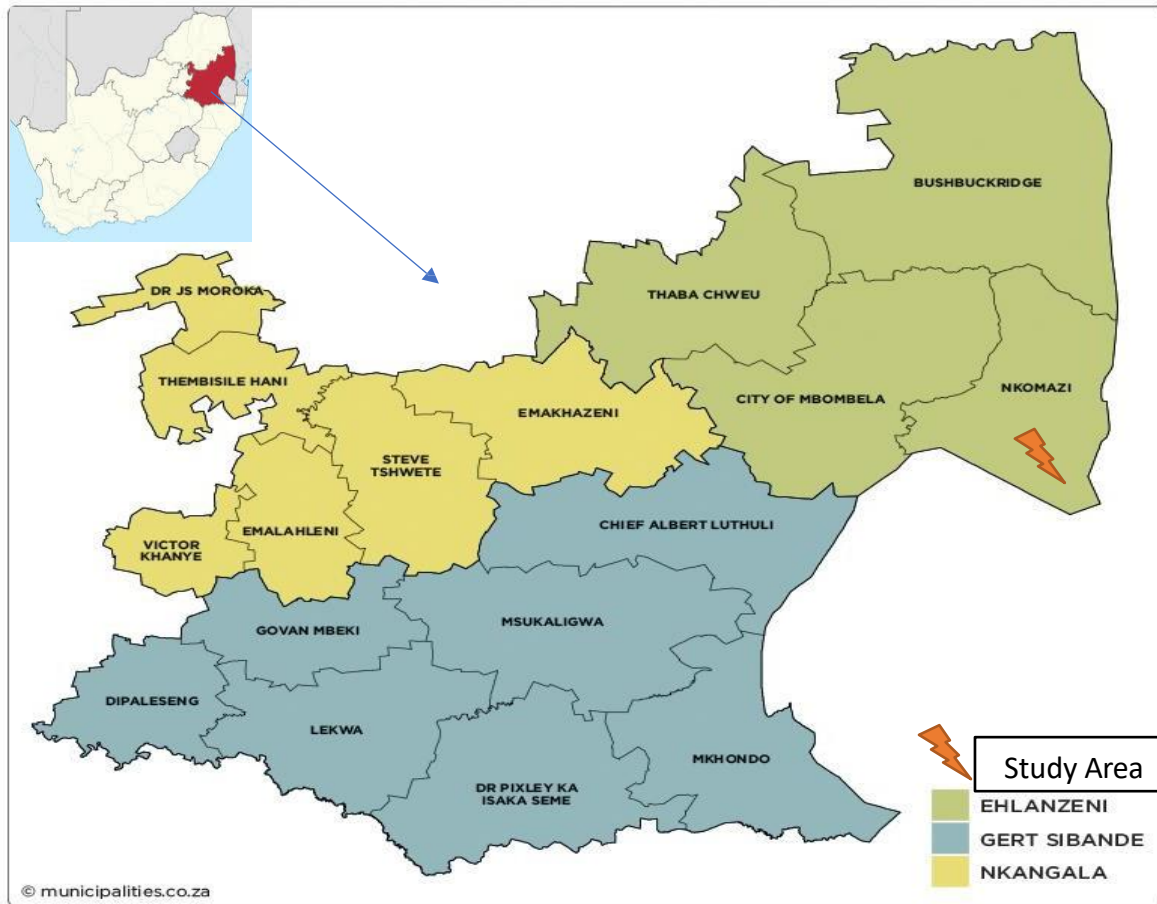 BUSHBUCKRIDGE
DR JS MOROKA
THABA CHWEU
THEMBISILE HANI
NKOMAZI
CITY OF MBOMBELA
EMAKHAZENI
STEVE
TSHWETE
CHIEF ALBERT LUTHULI
EMALAHLENI
VICTOR
KHANYE
MSUKALIGWA
GOVAN MBEKI
DIPALESENG
LEKWA
MKHONDO
DR PIXLEY KA
ISAKA SEME
Study Area
EHLANZENI
GERT SIBANDE
NKANGALA
© municipalities.co.za